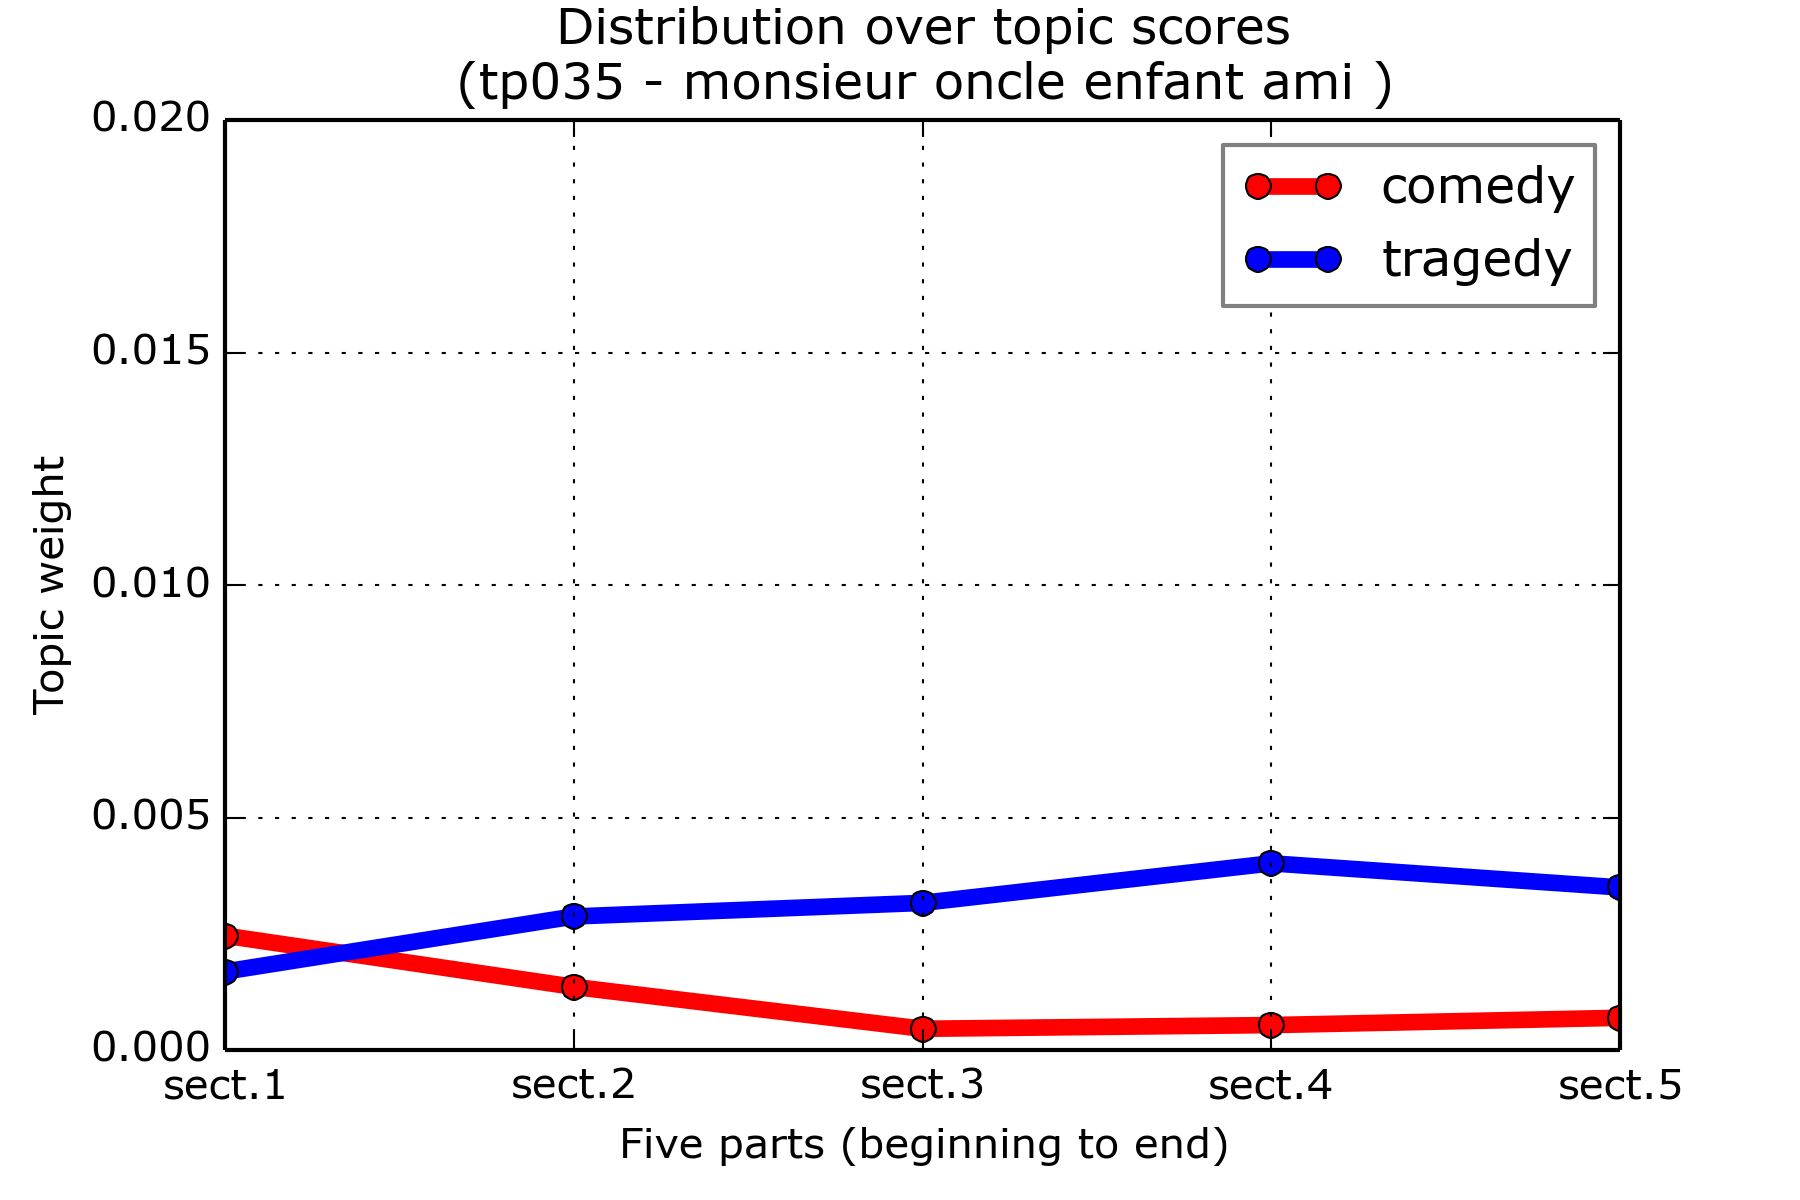 Distribution over topic scores
(tp035 - monsieur oncle enfant ami )
0.020
0.015
0.010
0.005
0.000
Topic weight
comedy
tragedy
sect.1 sect.2 sect.3 sect.4 sect.5
Five parts (beginning to end)